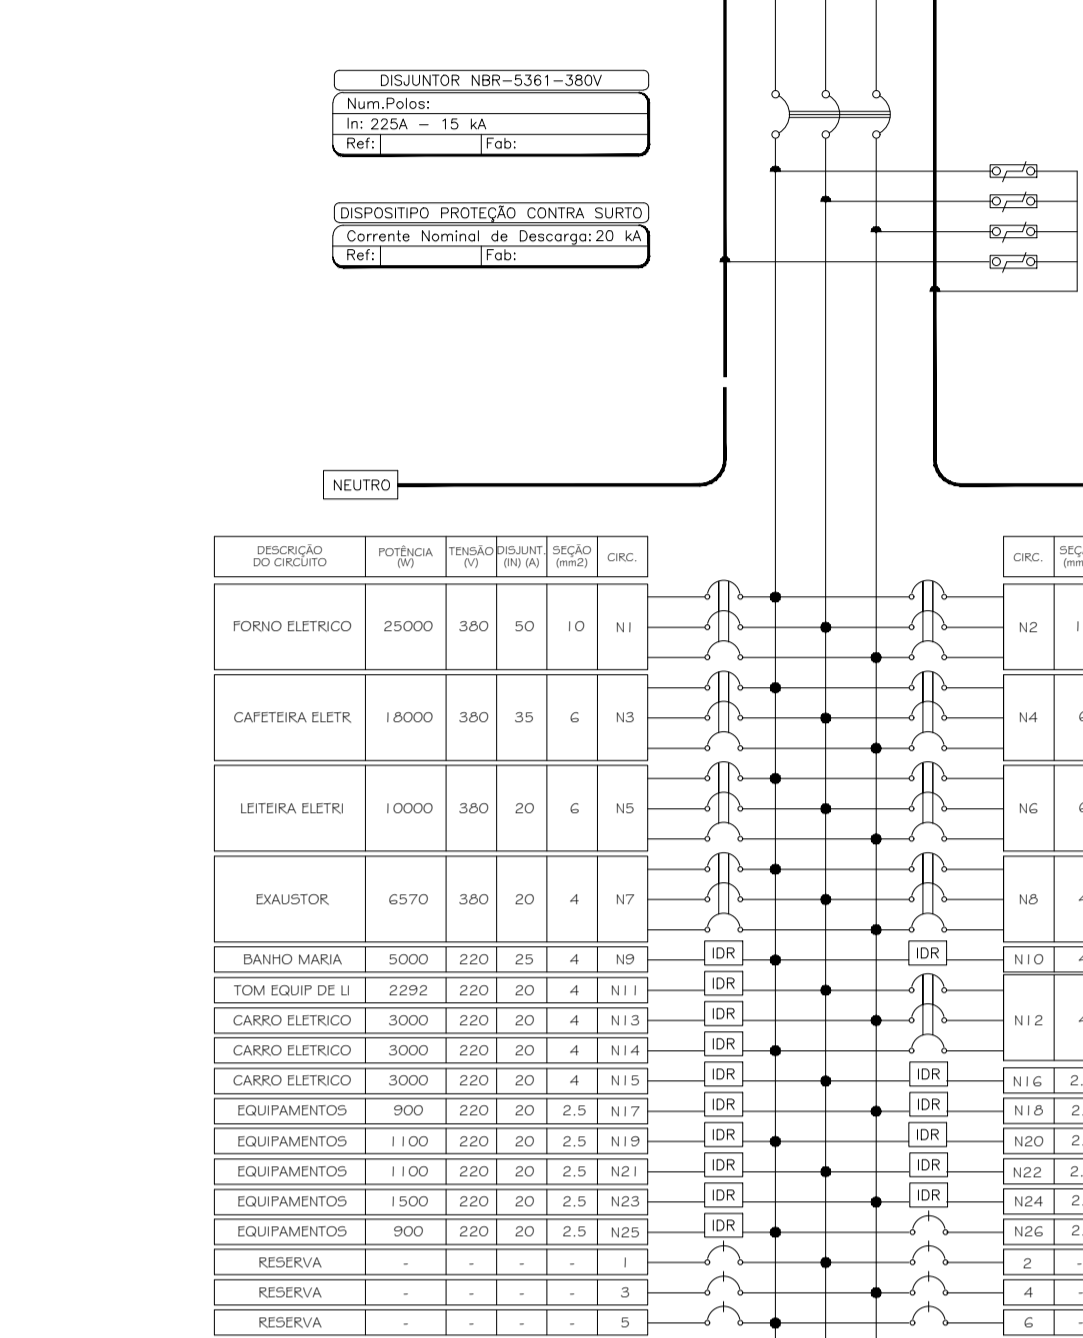 DISJUNTOR NBR-5361-380V
Num.Polos:
In: 225A - 15 kA
Ref: Fab:
DISPOSITIPO PROTEÇÃO CONTRA SURTO
Corrente Nominal de Descarga: 20 kA
Ref: Fab:
NEUTRO
DESCRIÇÃO DO CIRCUITO POTÊNCIA (W) TENSÃO (V) DISJUNT. (IN) (A) SEÇÃO (mm2) CIRC. CIRC.
FORNO ELETRICO 25000 380 50 10 N1 N2
CAFETEIRA ELETR 18000 380 35 6 N3 N4
LEITEIRA ELETRI 10000 380 20 6 N5 N6
EXAUSTOR 6570 380 20 4 N7 N8
BANHO MARIA 5000 220 25 4 N9 IDR IDR N10
TOM EQUIP DE LI 2292 220 20 4 N11 IDR
CARRO ELETRICO 3000 220 20 4 N13 IDR N12
CARRO ELETRICO 3000 220 20 4 N14 IDR
CARRO ELETRICO 3000 220 20 4 N15 IDR IDR N16
EQUIPAMENTOS 900 220 20 2.5 N17 IDR IDR N18
EQUIPAMENTOS 1100 220 20 2.5 N19 IDR IDR N20
EQUIPAMENTOS 1100 220 20 2.5 N21 IDR IDR N22
EQUIPAMENTOS 1500 220 20 2.5 N23 IDR IDR N24
EQUIPAMENTOS 900 220 20 2.5 N25 IDR N26
RESERVA - - - - 1 2 -
RESERVA - - - - 3 4 -
RESERVA - - - - 5 6 -